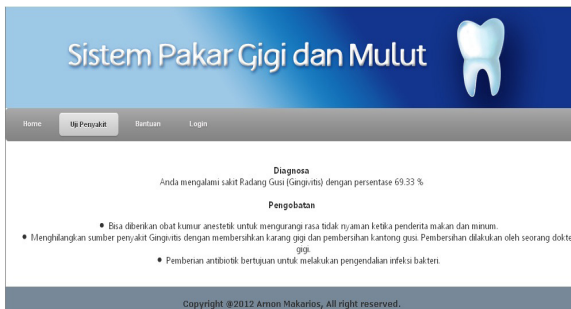 Sistem Pakar Gigi dan Mulut
Home Uji Penyakit Bantuan Login
Diagnosa
Anda mengalami sakit Radang Gusi (Gingivitis) dengan persentase 69.33 %
Pengobatan
• Bisa diberikan obat kumur anestetik untuk mengurangi rasa tidak nyaman ketika penderita makan dan minum.
• Menghilangkan sumber penyakit Gingivitis dengan membersihkan karang gigi dan pembersihan kantong gusi. Pembersihan dilakukan oleh seorang dokte
gigi.
• Pemberian antibiotik bertujuan untuk melakukan pengendalian infeksi bakteri.
Copyright @2012 Arnon Makarios, All right reserved.